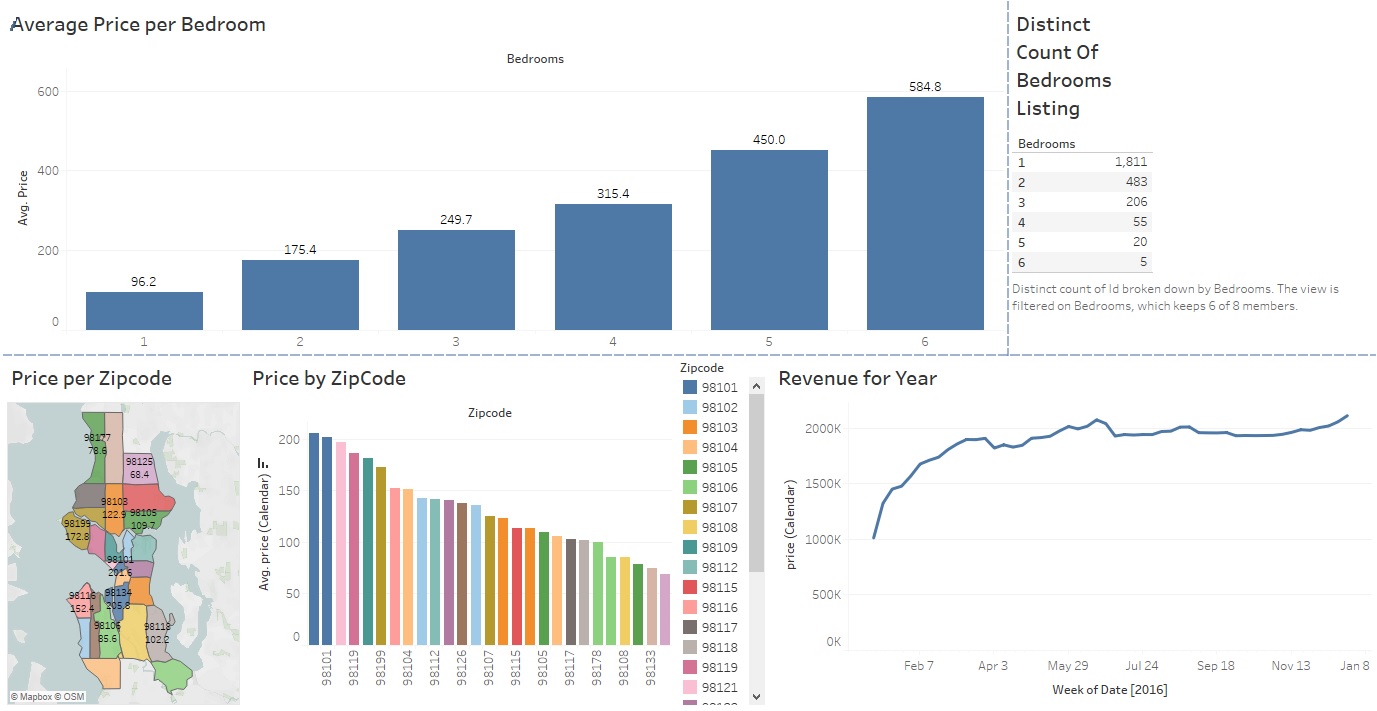 Average Price per Bedroom
Bedrooms
Avg. Price
600
400
200
0
96.2
175.4
249.7
315.4
450.0
584.8
1
2
3
4
5
6
Distinct
Count Of
Bedrooms
Listing
Bedrooms
1 1,811
2 483
3 206
4 55
5 20
6 5
Distinct count of Id broken down by Bedrooms. The view is
filtered on Bedrooms, which keeps 6 of 8 members.
Price per Zipcode
98177
78.6
98125
68.4
98103
122.9
98105
109.7
98199
172.8
98101
201.6
98134
205.8
98116
152.4
98106
85.6
98118
102.2
© Mapbox © OSM
Price by ZipCode
Zipcode
Avg. price (Calendar)
200
150
100
50
0
98101
98119
98199
98104
98112
98126
98107
98115
98105
98117
98178
98108
98133
Zipcode
98101
98102
98103
98104
98105
98106
98107
98108
98109
98112
98115
98116
98117
98118
98119
98121
Revenue for Year
price (Calendar)
2000K
1500K
1000K
500K
0K
Feb 7
Apr 3
May 29
Jul 24
Sep 18
Nov 13
Jan 8
Week of Date [2016]